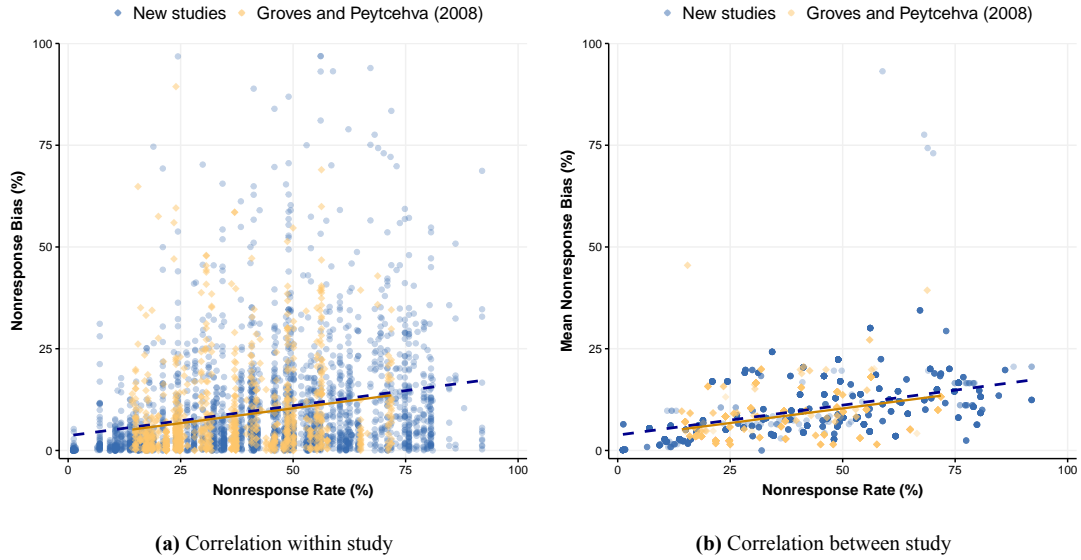 New studies Groves and Peytcehva (2008)
100
75
50
25
0
Nonresponse Bias (%)
0 25 50 75 100
Nonresponse Rate (%)
(a) Correlation within study
New studies Groves and Peytcehva (2008)
100
75
50
25
0
Mean Nonresponse Bias (%)
0 25 50 75 100
Nonresponse Rate (%)
(b) Correlation between study